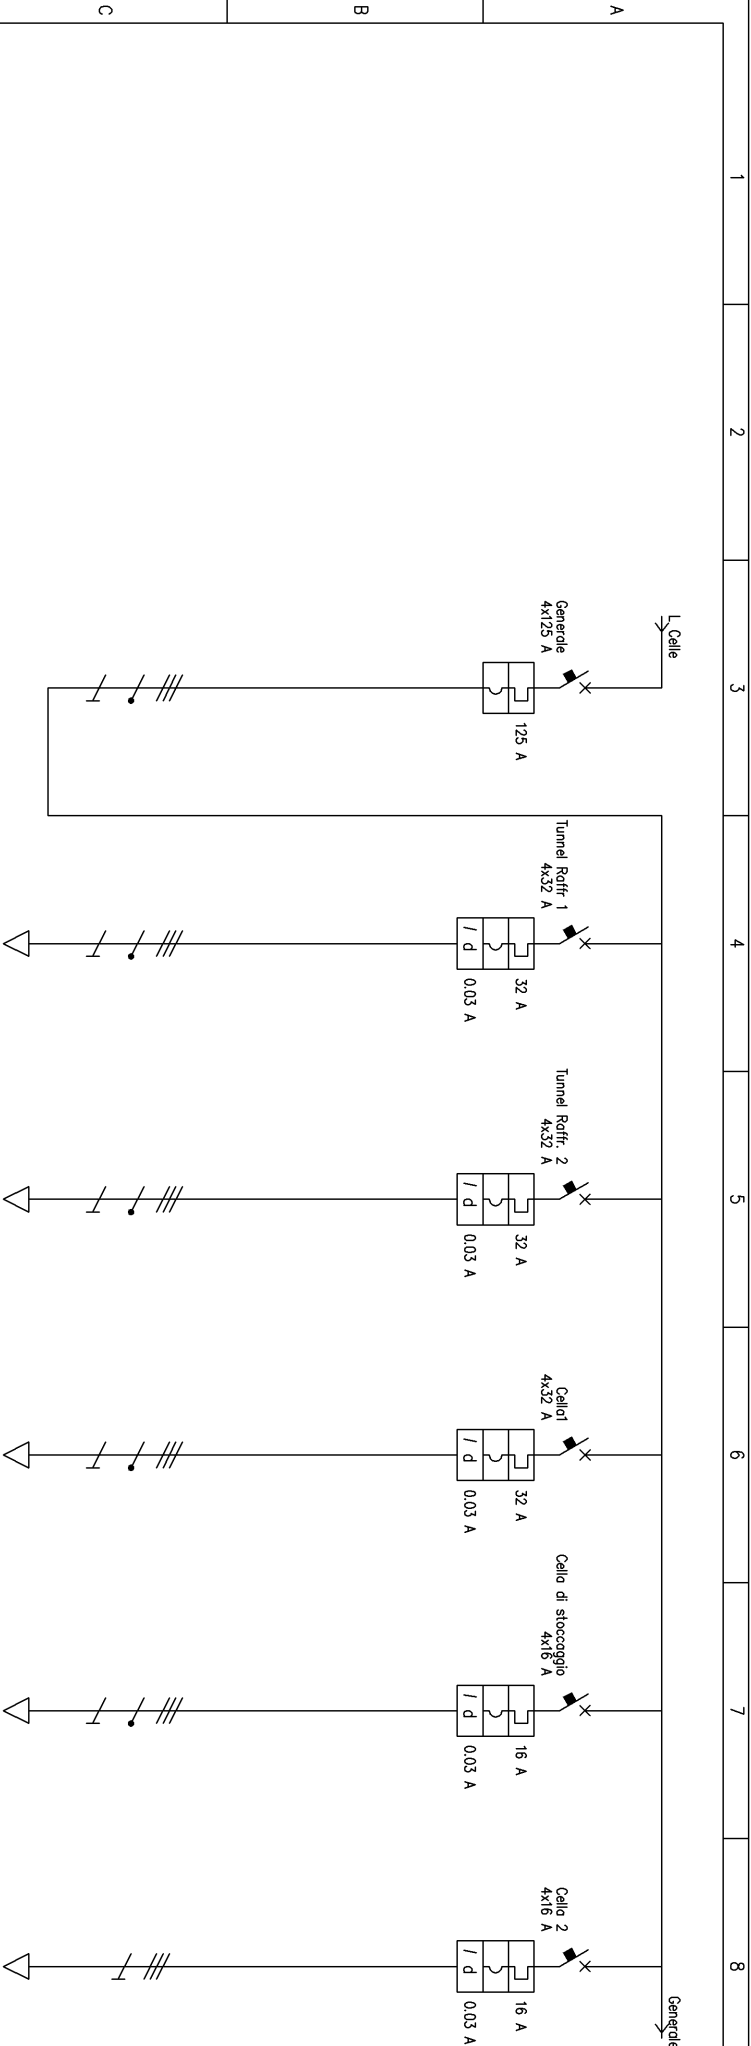 1
2
3
4
5
6
7
8
A
B
C
L_Celle
Generale
4x125 A
125 A
Tunnel Raffr 1
4x32 A
32 A
I d
0.03 A
Tunnel Raffr. 2
4x32 A
32 A
I d
0.03 A
Cella1
4x32 A
32 A
I d
0.03 A
Cella di stoccaggio
4x16 A
16 A
I d
0.03 A
Cella 2
4x16 A
16 A
I d
0.03 A
Generale